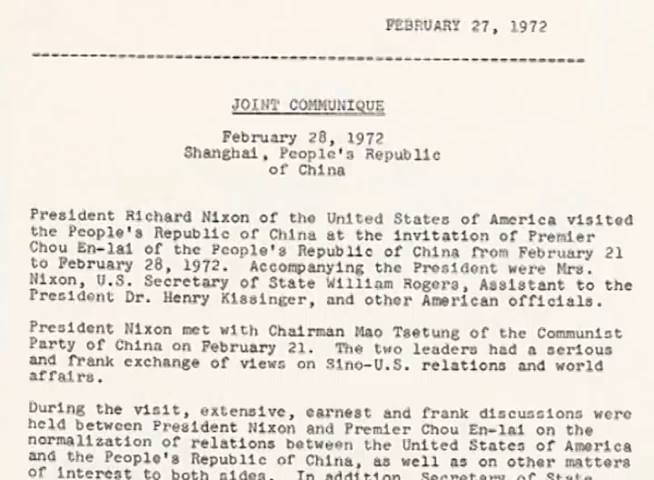 FEBRUARY 27, 1972
JOINT COMMUNIQUE
February 28, 1972
Shanghai, People's Republic
of China
President Richard Nixon of the United States of America visited
the People's Republic of China at the invitation of Premier
Chou En-lai of the People's Republic of China from February 21
to February 28, 1972. Accompanying the President were Mrs.
Nixon, U.S. Secretary of State William Rogers, Assistant to the
President Dr. Henry Kissinger, and other American officials.
President Nixon met with Chairman Mao Tsetung of the Communist
Party of China on February 21. The two leaders had a serious
and frank exchange of views on Sino-U.S. relations and world
affairs.
During the visit, extensive, earnest and frank discussions were
held between President Nixon and Premier Chou En-lai on the
normalization of relations between the United States of America
and the People's Republic of China, as well as on other matters
of interest to both sides. In addition, Secretary of State